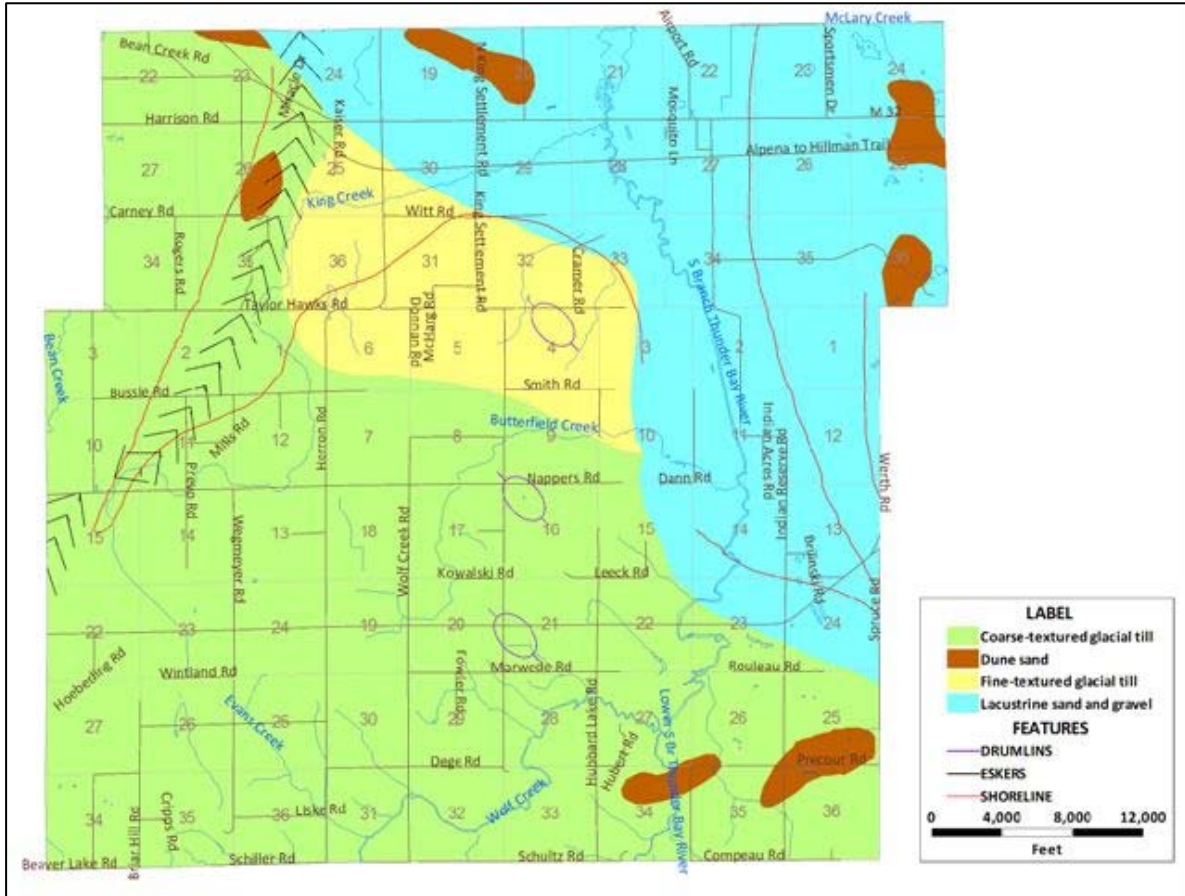 McLary Creek
Bean Creek Rd
22
23
Miracle Dr
24
19
N King Settlement Rd
20
21
Airport Rd
22
23
Sportsmen Dr
24
Harrison Rd
Kaiser Rd
Mosquito Ln
M 32
Alpena to Hillman Trail
27
30
28
27
26
King Creek
Carney Rd
Witt Rd
King Settlement Rd
34
Rogers Rd
35
36
31
32
Cramer Rd
33
34
35
36
S Branch Thunder Bay River
Taylor Hawks Rd
Bean Creek
3
2
1
6
Donnan Rd
5
4
3
2
1
Bussle Rd
Smith Rd
Butterfield Creek
10
11
Mills Rd
12
Herron Rd
7
8
9
10
11
12
Indian Acres Rd
Indian Reserve Rd
Werth Rd
Prevo Rd
Nappers Rd
Dann Rd
15
14
Wegmeyer Rd
13
18
Wolf Creek Rd
17
16
15
14
13
Brilinski Rd
Spruce Rd
Kowalski Rd
Leeck Rd
22
23
24
19
20
21
22
23
24
Hoeberling Rd
Wintland Rd
Morwede Rd
Rouleau Rd
Fowler Rd
27
Evans Creek
26
25
30
29
28
Hubbard Lake Rd
27
26
25
Hubert Rd
Lower S Br Thunder Bay River
Dege Rd
Precour Rd
34
Briar Hill Rd
Cripps Rd
35
36
Liske Rd
31
32
Wolf Creek
33
34
36
Beaver Lake Rd
Schiller Rd
Schultz Rd
Compeau Rd
LABEL
Coarse-textured glacial till
Dune sand
Fine-textured glacial till
Lacustrine sand and gravel
FEATURES
DRUMLINS
ESKERS
SHORELINE
0 4,000 8,000 12,000
Feet